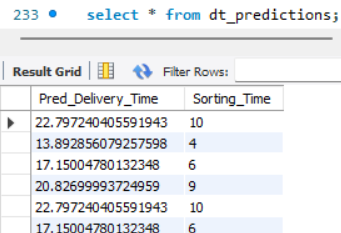 233 select * from dt_predictions;
Result Grid Filter Rows:
Pred_Delivery_Time Sorting_Time
22.797240405591943 10
13.892856079257598 4
17.15004780132348 6
20.82699993724959 9
22.797240405591943 10
17.15004780132348 6